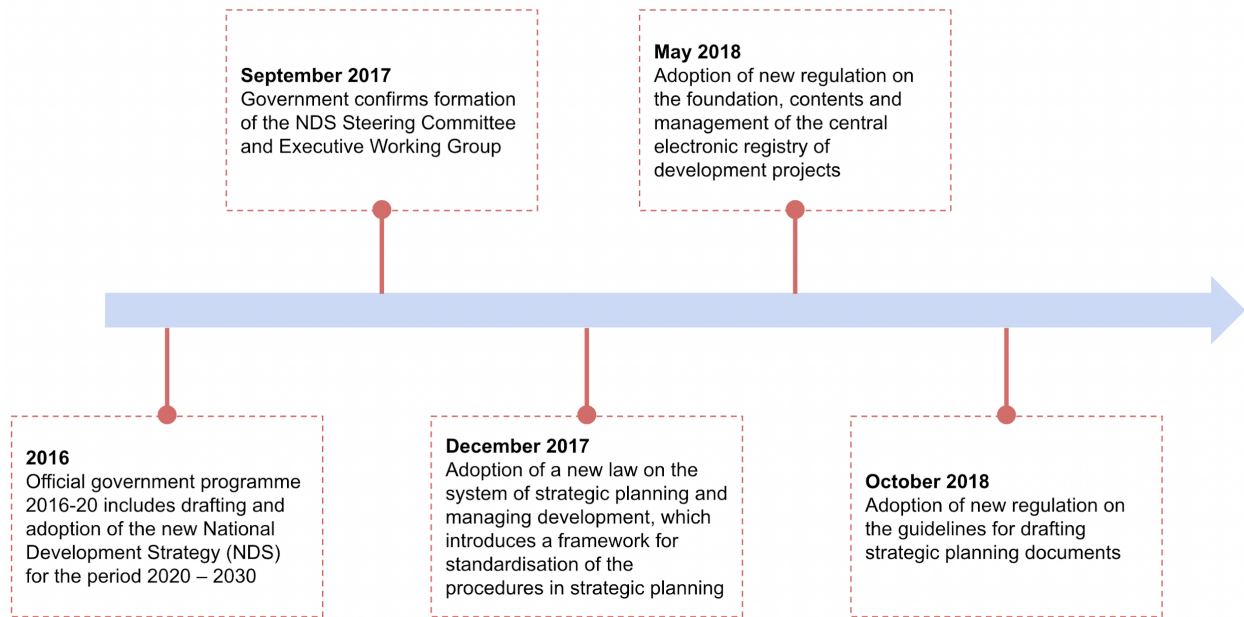 September 2017
Government confirms formation
of the NDS Steering Committee
and Executive Working Group
May 2018
Adoption of new regulation on
the foundation, contents and
management of the central
electronic registry of
development projects
2016
Official government programme
2016-20 includes drafting and
adoption of the new National
Development Strategy (NDS)
for the period 2020 – 2030
December 2017
Adoption of a new law on the
system of strategic planning and
managing development, which
introduces a framework for
standardisation of the
procedures in strategic planning
October 2018
Adoption of new regulation on
the guidelines for drafting
strategic planning documents